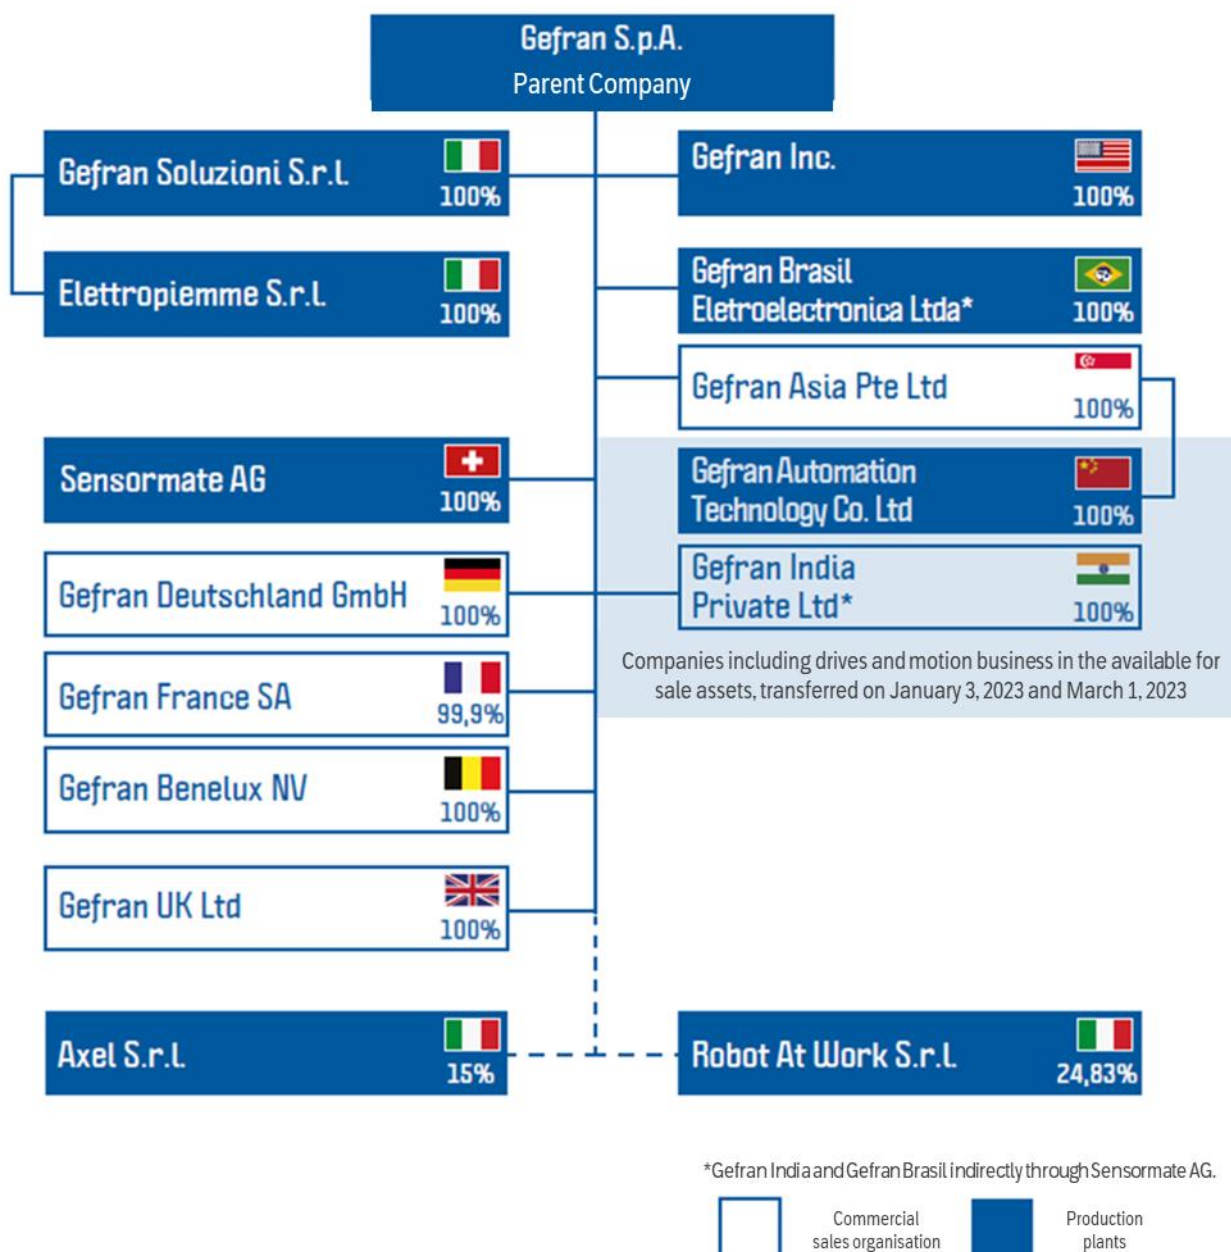 Gefran S.p.A.
Parent Company
Gefran Soluzioni S.r.l.
100%
Gefran Inc.
100%
Elettropiemme S.r.l.
100%
Gefran Brasil
Eletroelectronica Ltda*
100%
Gefran Asia Pte Ltd
100%
Sensormate AG
100%
Gefran Automation
Technology Co. Ltd
100%
Gefran Deutschland GmbH
100%
Gefran India
Private Ltd*
100%
Companies including drives and motion business in the available for
sale assets, transferred on January 3, 2023 and March 1, 2023
Gefran France SA
99,9%
Gefran Benelux NV
100%
Gefran UK Ltd
100%
Axel S.r.l.
15%
Robot At Work S.r.l.
24,83%
*Gefran India and Gefran Brasil indirectly through Sensormate AG.
Commercial
sales organisation
Production
plants